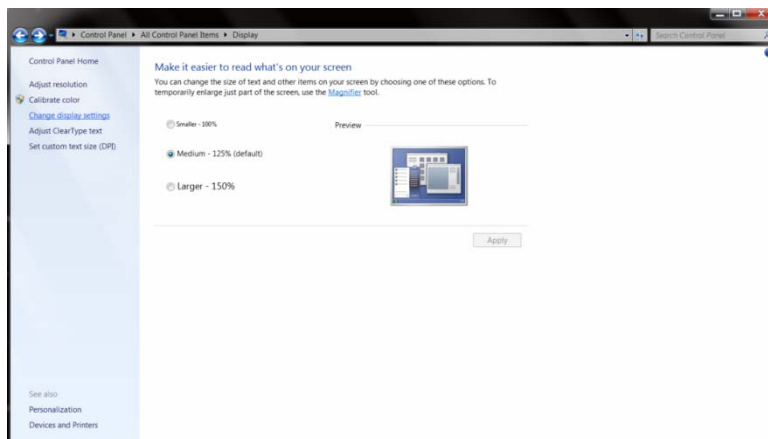 Control Panel ▸ All Control Panel Items ▸ Display
Search Control Panel
Control Panel Home
Adjust resolution
Calibrate color
Change display settings
Adjust ClearType text
Set custom text size (DPI)
See also
Personalization
Devices and Printers
Make it easier to read what's on your screen
You can change the size of text and other items on your screen by choosing one of these options. To
temporarily enlarge just part of the screen, use the Magnifier tool.
Smaller - 100%
Preview
Medium - 125% (default)
Larger - 150%
Apply